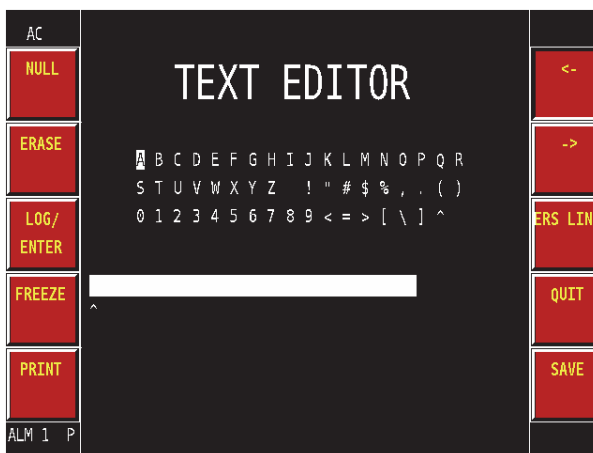 AC
NULL
ERASE
LOG/
ENTER
FREEZE
PRINT
ALM 1 P
TEXT EDITOR
A B C D E F G H I J K L M N O P Q R
S T U V W X Y Z ! " # $ % , . ( )
0 1 2 3 4 5 6 7 8 9 < = > [ \ ] ^
^
<-
->
ERS LIN
QUIT
SAVE